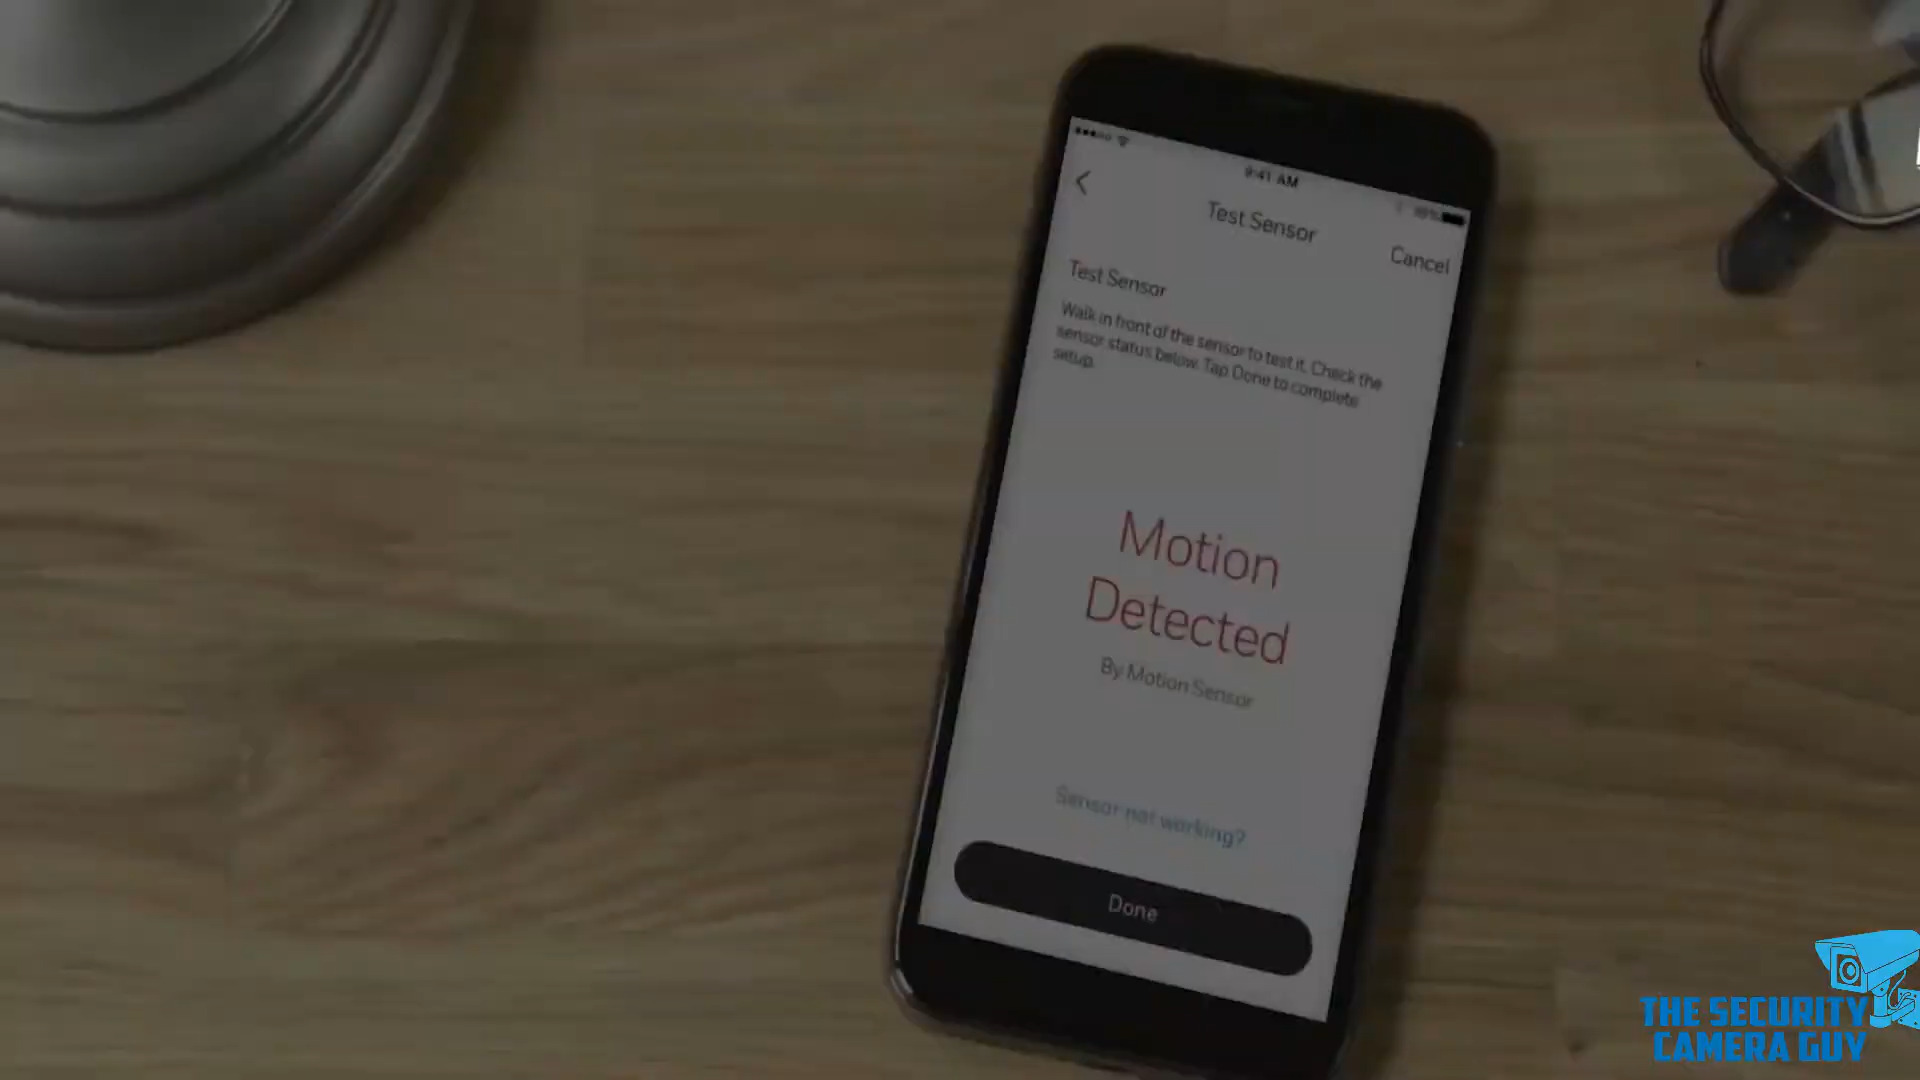 9:41 AM
Test Sensor
Cancel
Test Sensor
Walk in front of the sensor to test it. Check the
sensor status below. Tap Done to complete
setup.
Motion
Detected
By Motion Sensor
Sensor not working?
Done
THE SECURITY
CAMERA GUY